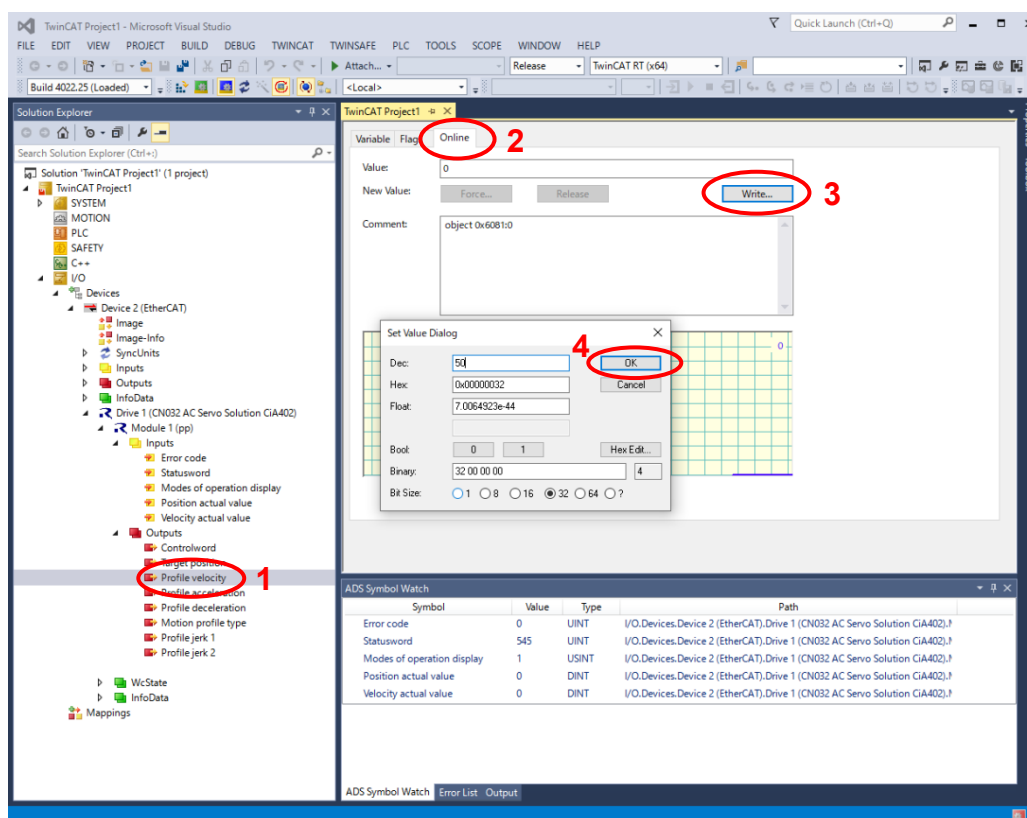 TwinCAT Project1 - Microsoft Visual Studio
Quick Launch (Ctrl+Q)
FILE EDIT VIEW PROJECT BUILD DEBUG TWINCAT TWINSAFE PLC TOOLS SCOPE WINDOW HELP
Attach... Release TwinCAT RT (x64)
Build 4022.25 (Loaded) <Local>
Solution Explorer
Search Solution Explorer (Ctrl+:)
Solution 'TwinCAT Project1' (1 project)
TwinCAT Project1
SYSTEM
MOTION
PLC
SAFETY
C++
I/O
Devices
Device 2 (EtherCAT)
Image
Image-Info
SyncUnits
Inputs
Outputs
InfoData
Drive 1 (CN032 AC Servo Solution CiA402)
Module 1 (pp)
Inputs
Error code
Statusword
Modes of operation display
Position actual value
Velocity actual value
Outputs
Controlword
Target position
Profile velocity 1
Profile acceleration
Profile deceleration
Motion profile type
Profile jerk 1
Profile jerk 2
WcState
InfoData
Mappings
TwinCAT Project1
Variable Flags Online 2
Value: 0
New Value: Force... Release Write... 3
Comment: object 0x6081:0
0
Set Value Dialog
4
Dec: 50 OK
Hex: 0x00000032 Cancel
Float: 7.0064923e-44
Bool: 0 1 Hex Edit...
Binary: 32 00 00 00 4
Bit Size: 1 8 16 32 64 ?
ADS Symbol Watch
Symbol Value Type Path
Error code 0 UINT I/O.Devices.Device 2 (EtherCAT).Drive 1 (CN032 AC Servo Solution CiA402).
Statusword 545 UINT I/O.Devices.Device 2 (EtherCAT).Drive 1 (CN032 AC Servo Solution CiA402).
Modes of operation display 1 USINT I/O.Devices.Device 2 (EtherCAT).Drive 1 (CN032 AC Servo Solution CiA402).
Position actual value 0 DINT I/O.Devices.Device 2 (EtherCAT).Drive 1 (CN032 AC Servo Solution CiA402).
Velocity actual value 0 DINT I/O.Devices.Device 2 (EtherCAT).Drive 1 (CN032 AC Servo Solution CiA402).
ADS Symbol Watch Error List Output